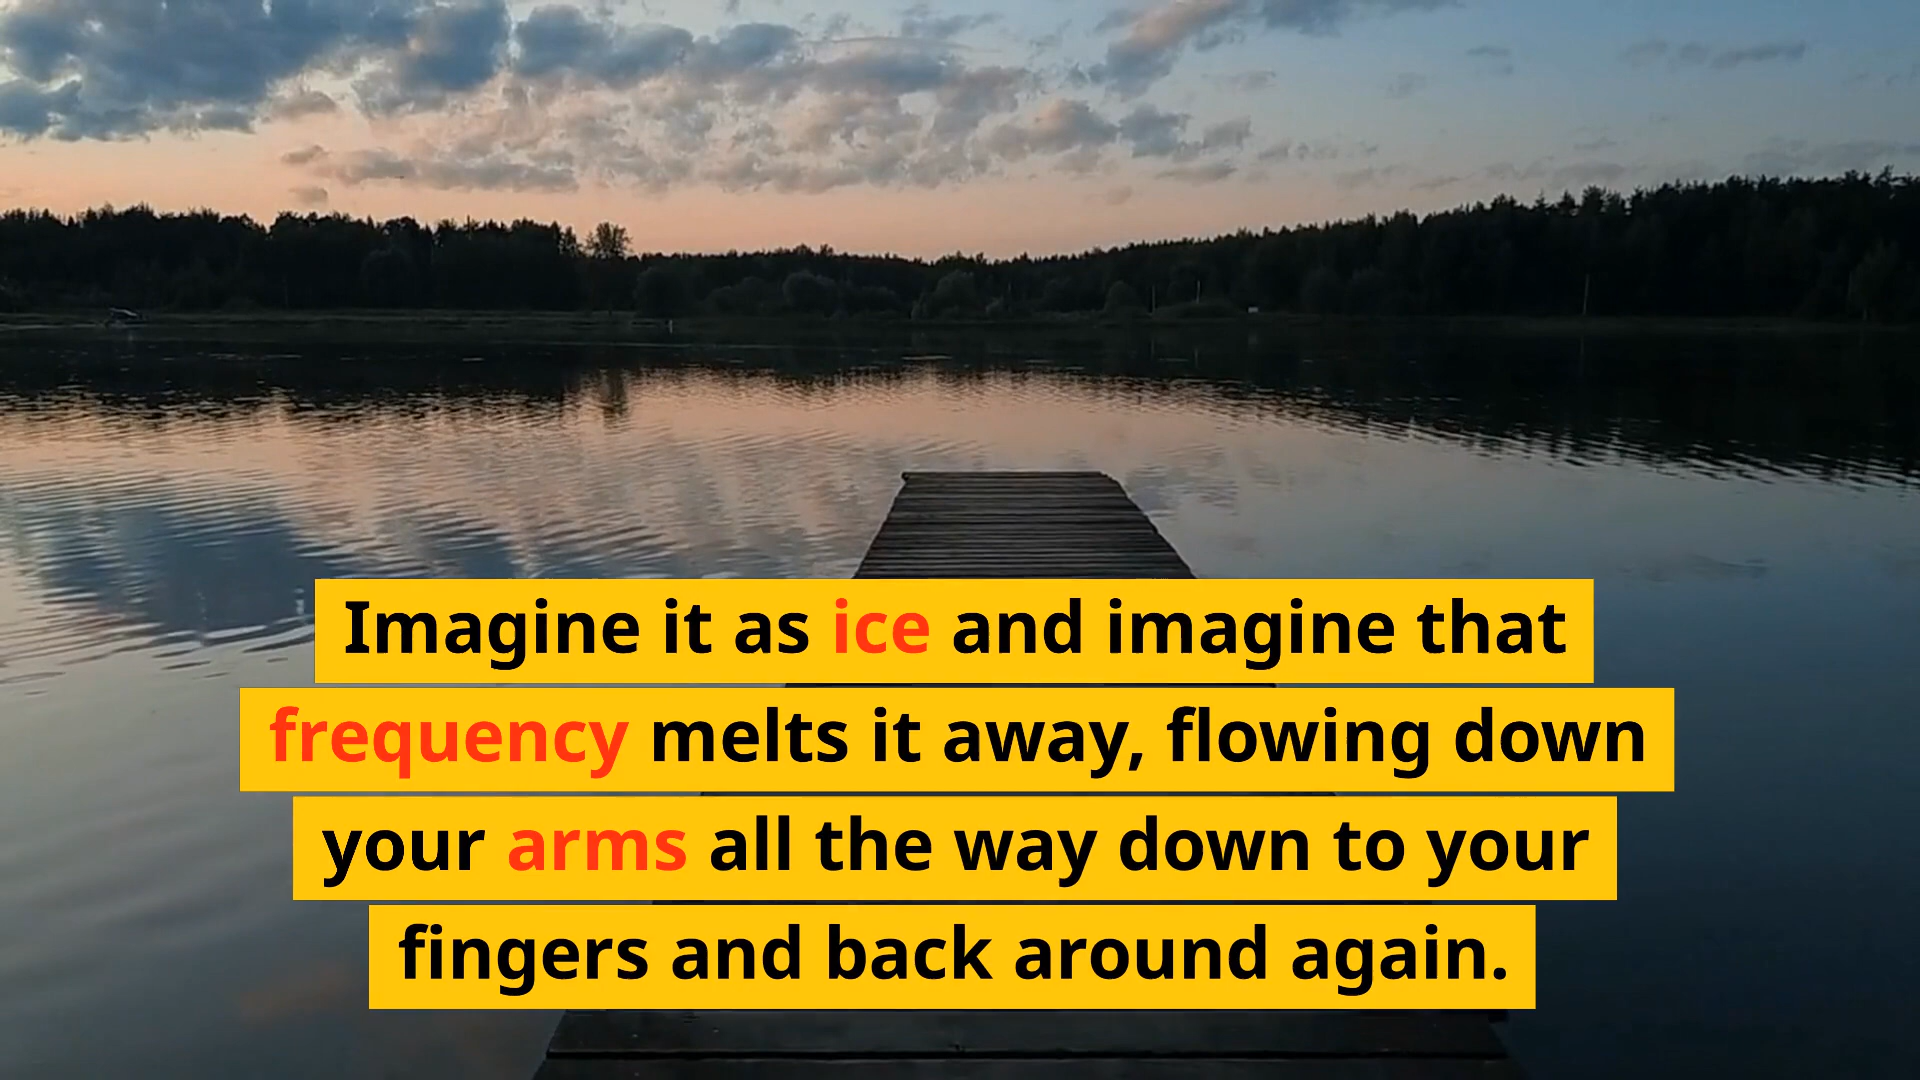 Imagine it as ice and imagine that
frequency melts it away, flowing down
your arms all the way down to your
fingers and back around again.